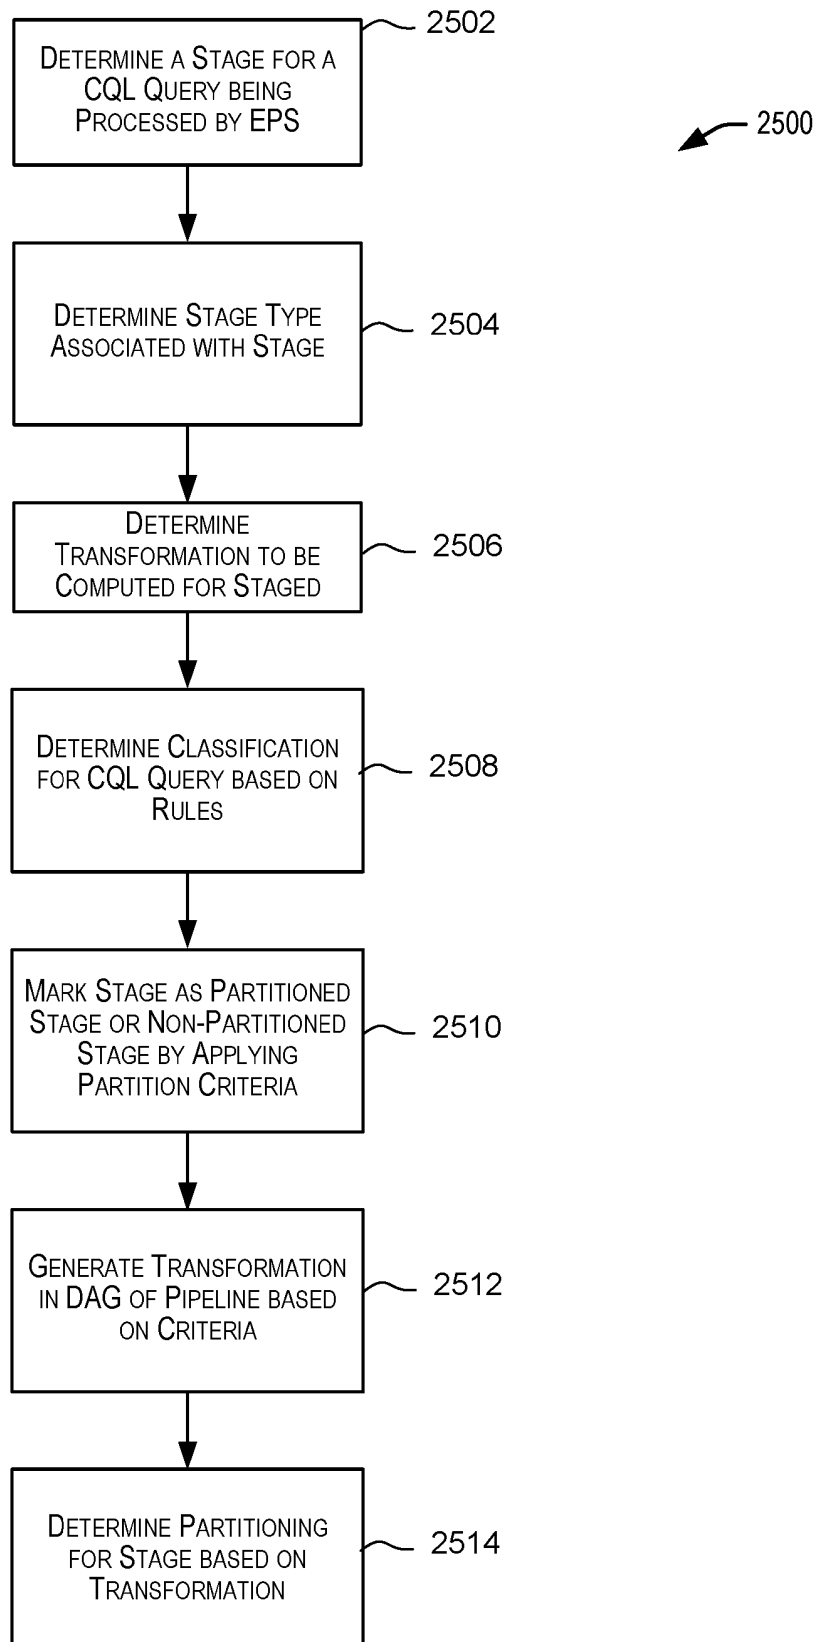 2502
DETERMINE A STAGE FOR A
CQL QUERY BEING
PROCESSED BY EPS
2500
DETERMINE STAGE TYPE
ASSOCIATED WITH STAGE
2504
DETERMINE
TRANSFORMATION TO BE
COMPUTED FOR STAGED
2506
DETERMINE CLASSIFICATION
FOR CQL QUERY BASED ON
RULES
2508
MARK STAGE AS PARTITIONED
STAGE OR NON-PARTITIONED
STAGE BY APPLYING
PARTITION CRITERIA
2510
GENERATE TRANSFORMATION
IN DAG OF PIPELINE BASED
ON CRITERIA
2512
DETERMINE PARTITIONING
FOR STAGE BASED ON
TRANSFORMATION
2514